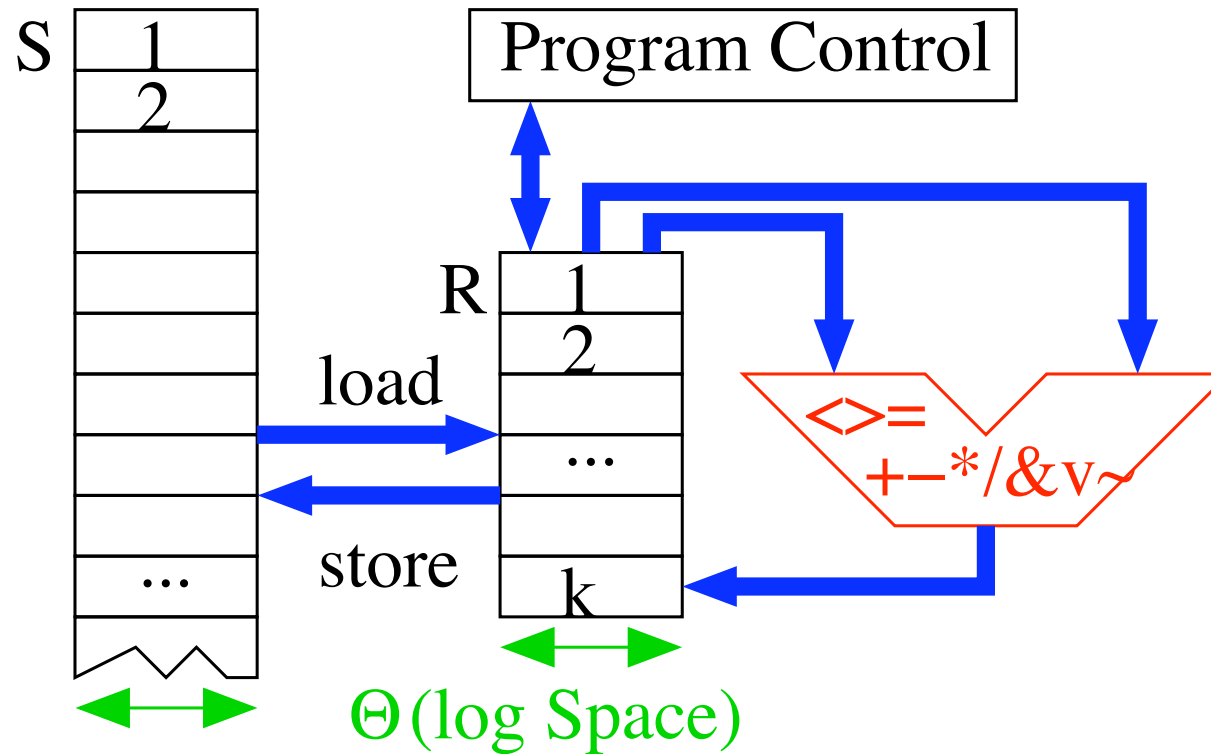 S
1
2
...
Program Control
R
1
2
...
k
load
store
<>=
+−*/&v~
Θ(log Space)